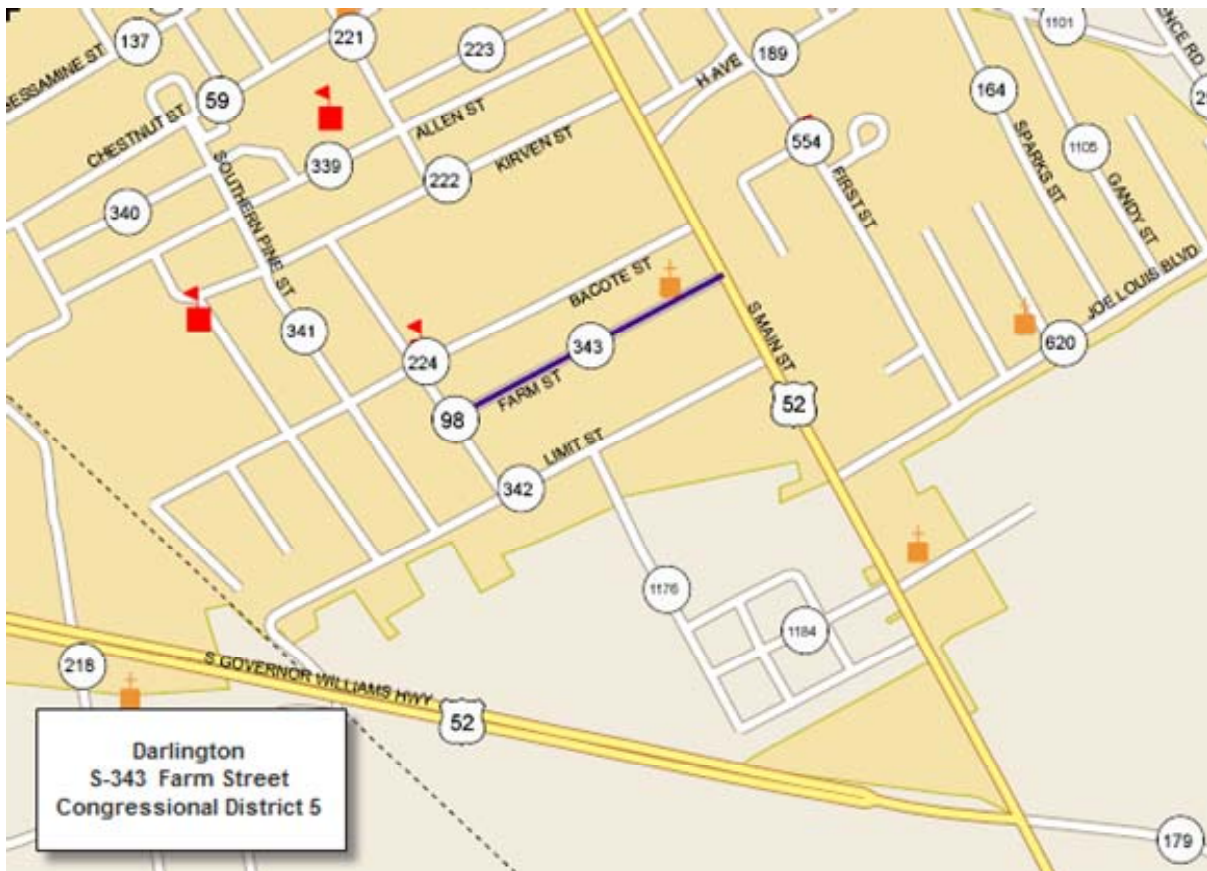 1101
137
221
223
189
H AVE
ENCE RD
ESSAMINE ST
59
164
CHESTNUT ST
ALLEN ST
554
SPARKS ST
1105
339
KIRVEN ST
222
FIRST ST
GANDY ST
340
SOUTHERN PINE ST
BACOTE ST
JOE LOUIS BLVD
341
343
S MAIN ST
620
224
FARM ST
98
52
LIMIT ST
342
1176
1184
218
S GOVERNOR WILLIAMS HWY
52
179
Darlington
S-343 Farm Street
Congressional District 5